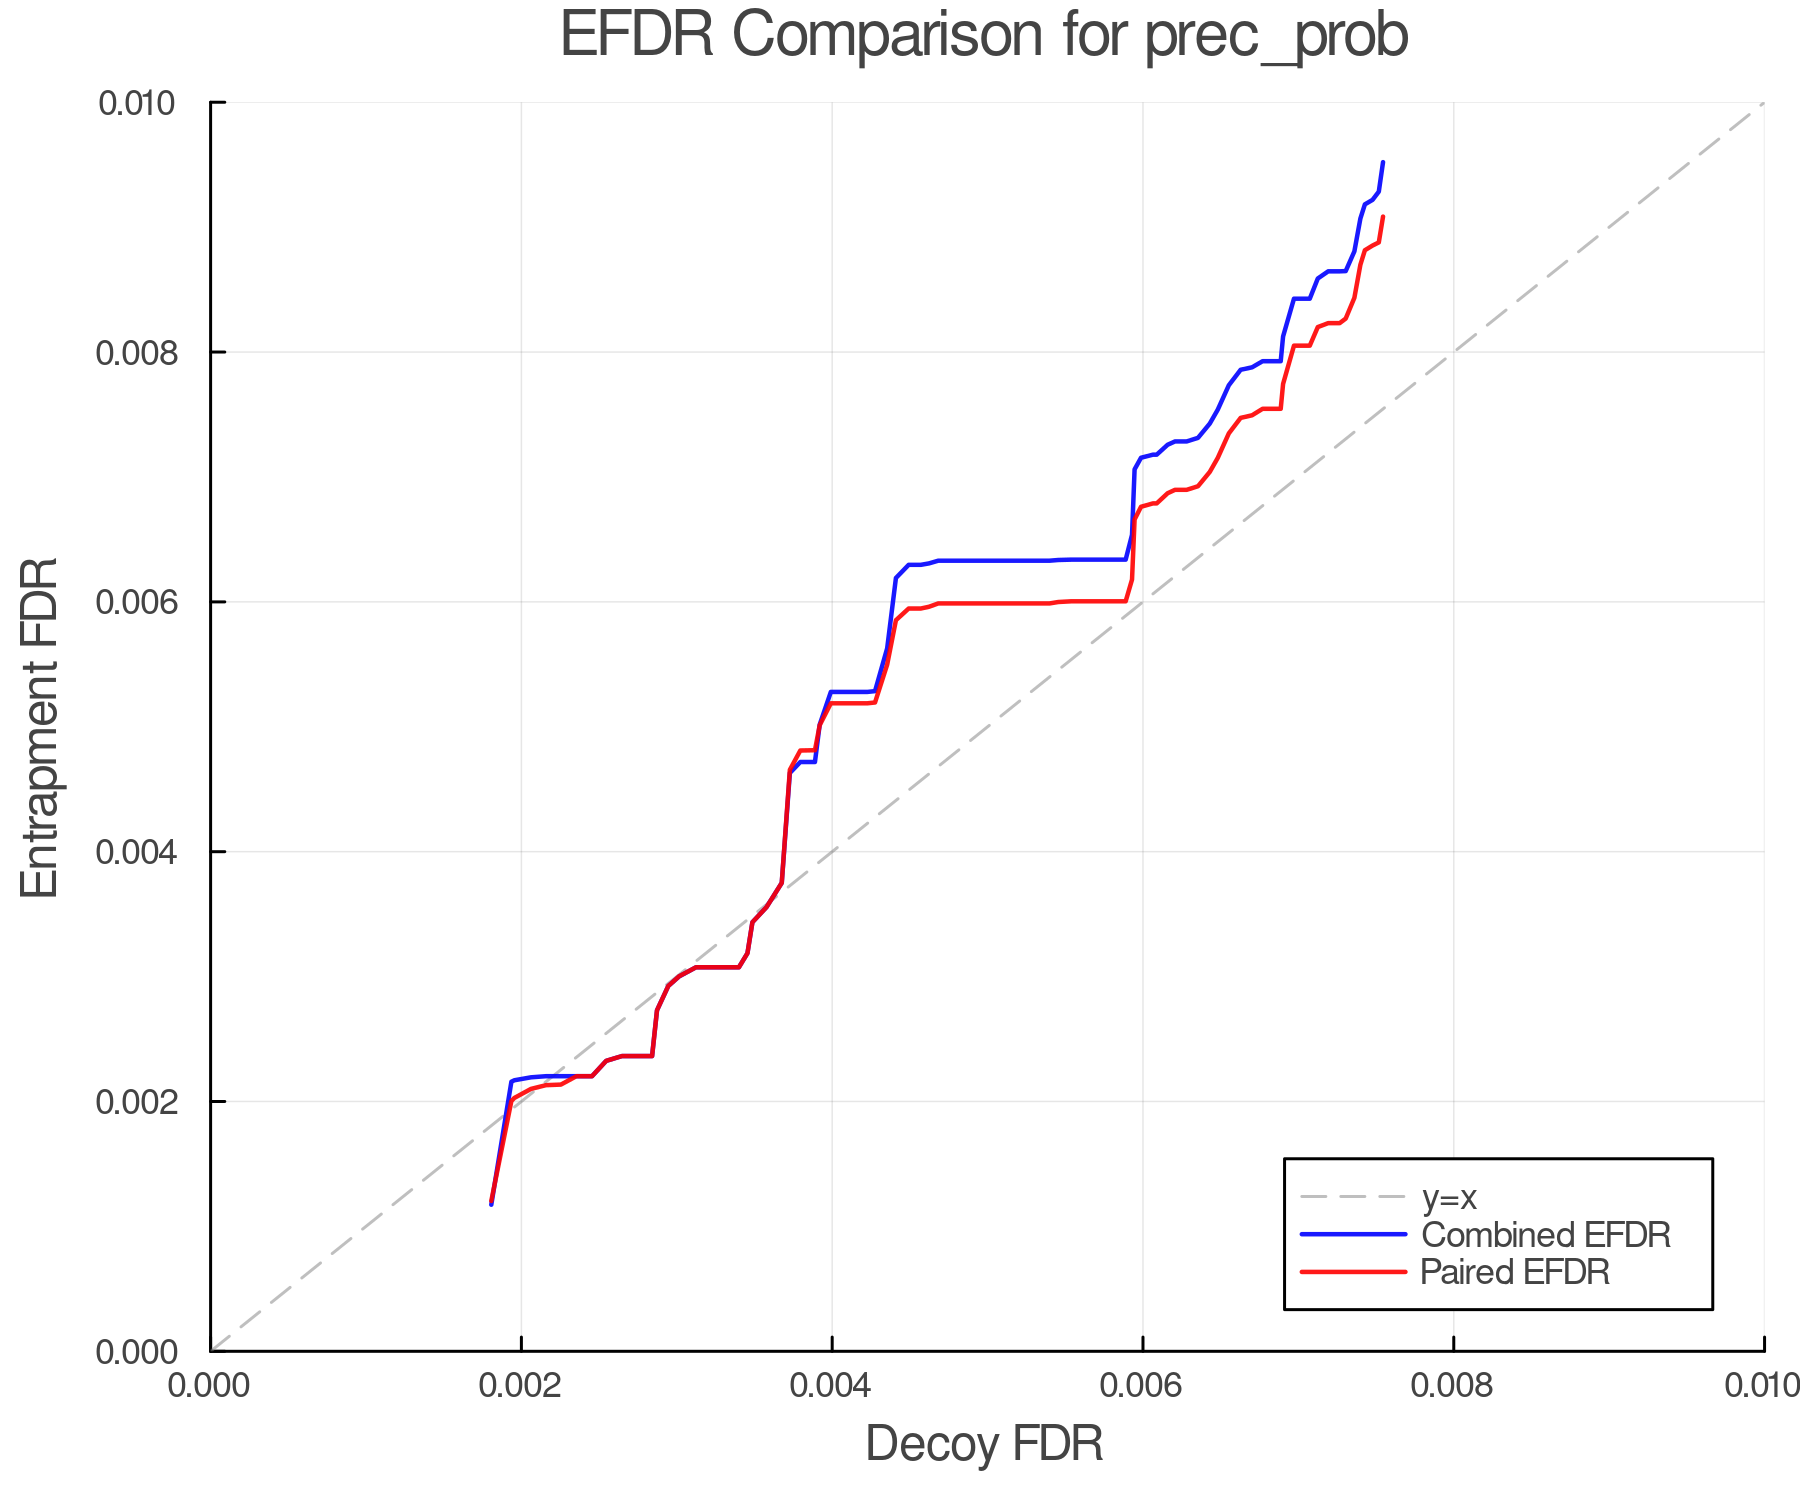 EFDR Comparison for prec_prob
0.010
0.008
0.006
0.004
0.002
0.000
Entrapment FDR
0.000 0.002 0.004 0.006 0.008 0.010
Decoy FDR
y=x
Combined EFDR
Paired EFDR